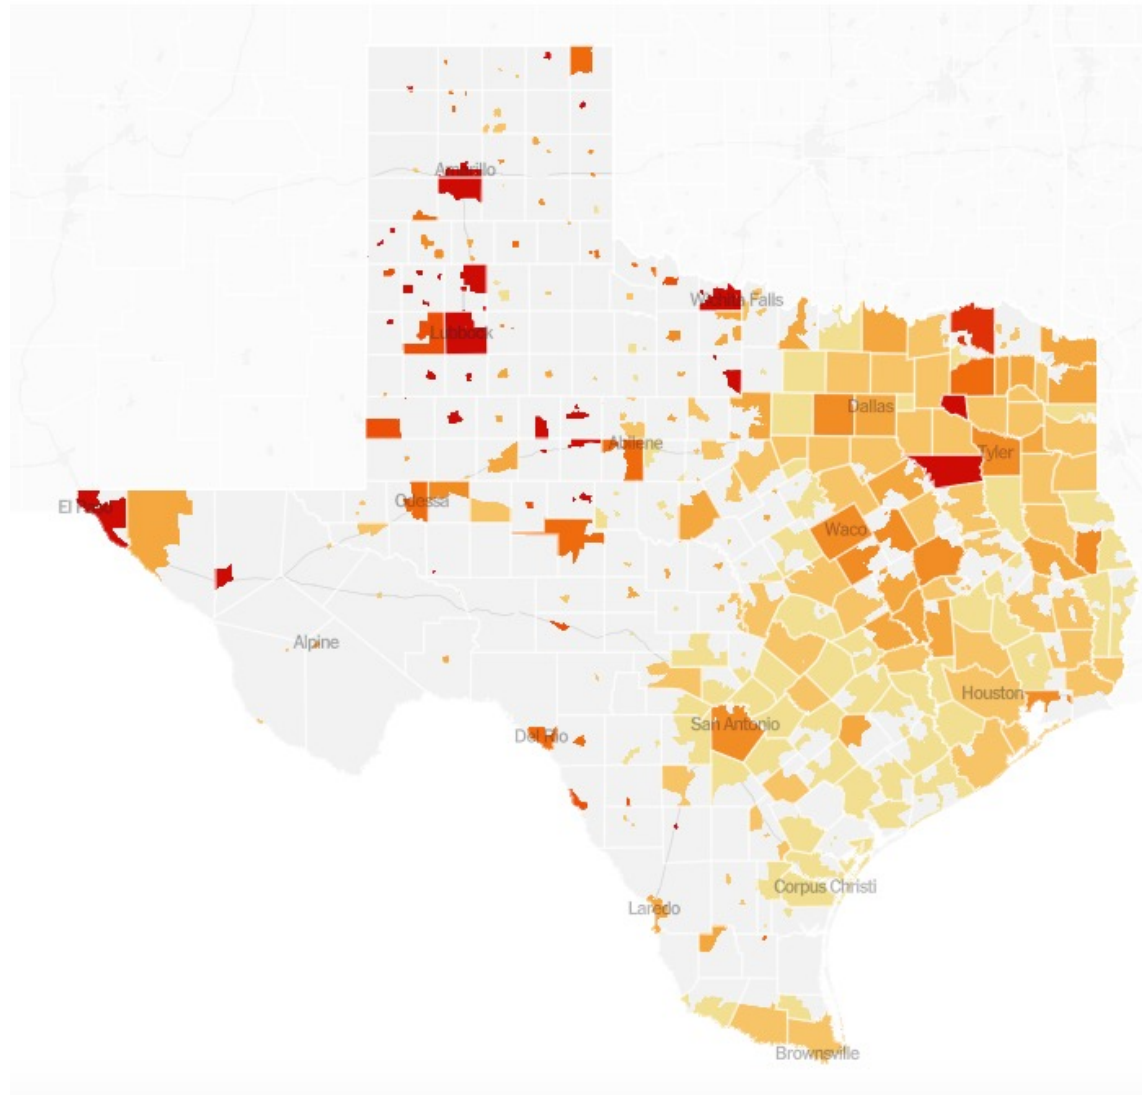 Amarillo
Wichita Falls
Lubbock
Dallas
Abilene
Tyler
El Paso
Odessa
Waco
Alpine
Houston
San Antonio
Del Rio
Corpus Christi
Laredo
Brownsville